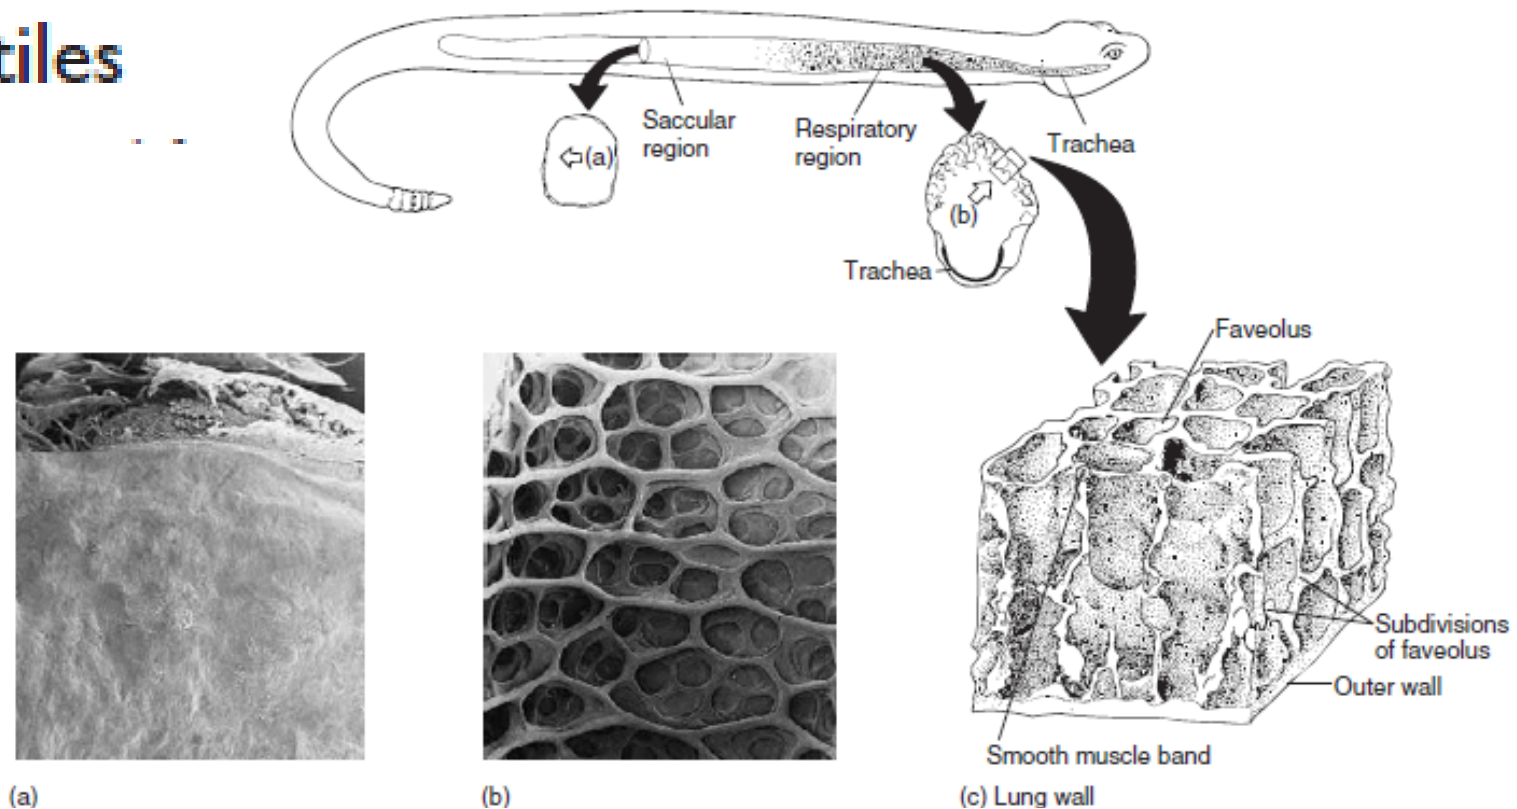 tiles
Saccular
region
Respiratory
region
Trachea
(a)
(b)
Trachea
Faveolus
Subdivisions
of faveolus
Outer wall
Smooth muscle band
(a)
(b)
(c) Lung wall